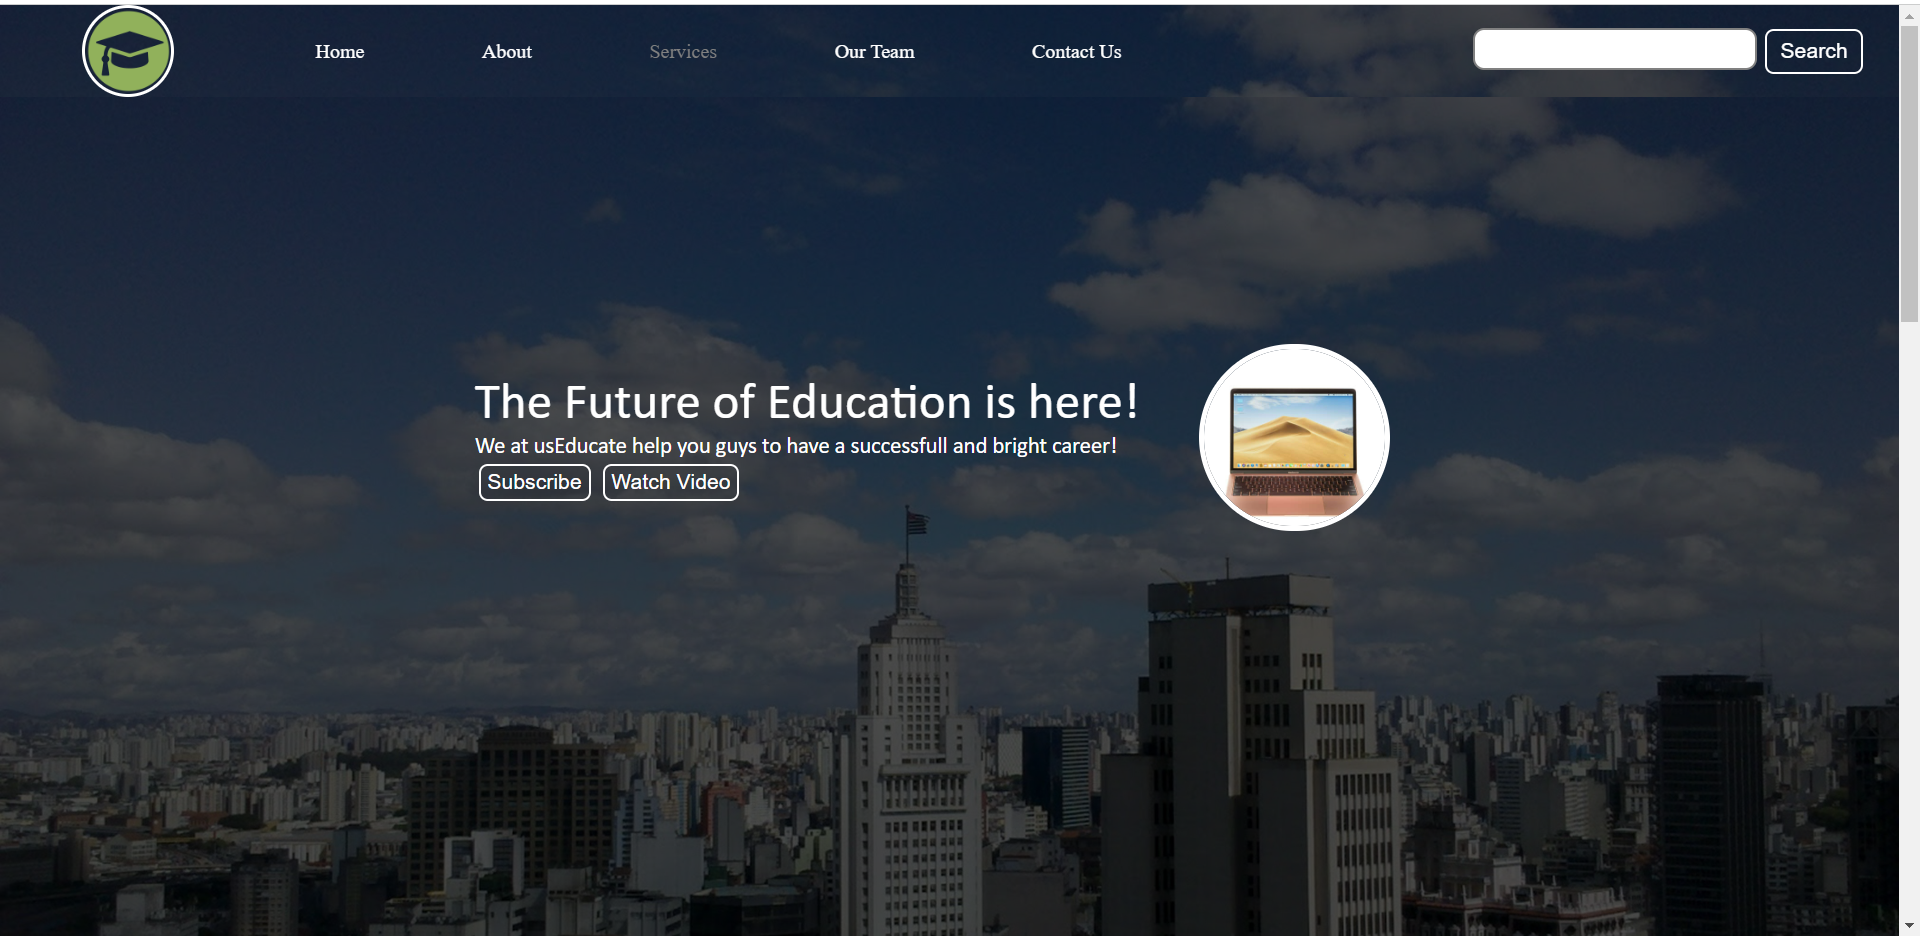 Home About Services Our Team Contact Us Search
The Future of Education is here!
We at usEducate help you guys to have a successfull and bright career!
Subscribe Watch Video